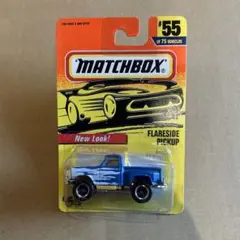 #55
OF 75 VEHICLES
MATCHBOX
New Look!
FLARESIDE
PICKUP